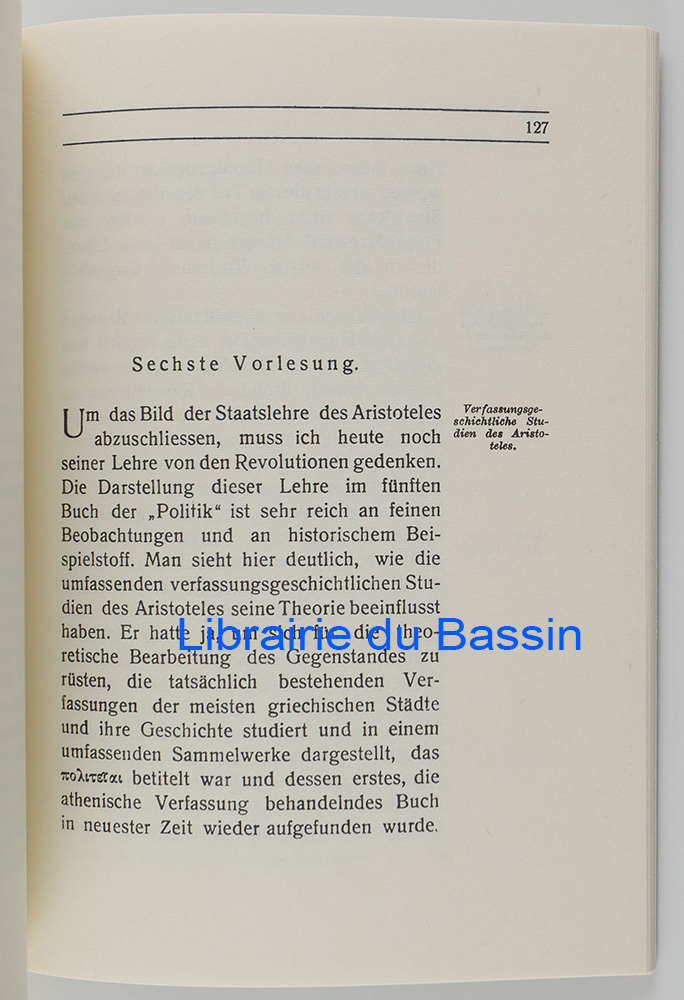 127
Sechste Vorlesung.
Um das Bild der Staatslehre des Aristoteles
abzuschliessen, muss ich heute noch
seiner Lehre von den Revolutionen gedenken.
Die Darstellung dieser Lehre im fünften
Buch der „Politik“ ist sehr reich an feinen
Beobachtungen und an historischem Bei-
spielstoff. Man sieht hier deutlich, wie die
umfassenden verfassungsgeschichtlichen Stu-
dien des Aristoteles seine Theorie beeinflusst
haben. Er hatte ja, um sich für die theo-
retische Bearbeitung des Gegenstandes zu
rüsten, die tatsächlich bestehenden Ver-
fassungen der meisten griechischen Städte
und ihre Geschichte studiert und in einem
umfassenden Sammelwerke dargestellt, das
πολιτεῖαι betitelt war und dessen erstes, die
athenische Verfassung behandelndes Buch
in neuester Zeit wieder aufgefunden wurde.
Verfassungsge-
schichtliche Stu-
dien des Aristo-
teles.
Librairie du Bassin